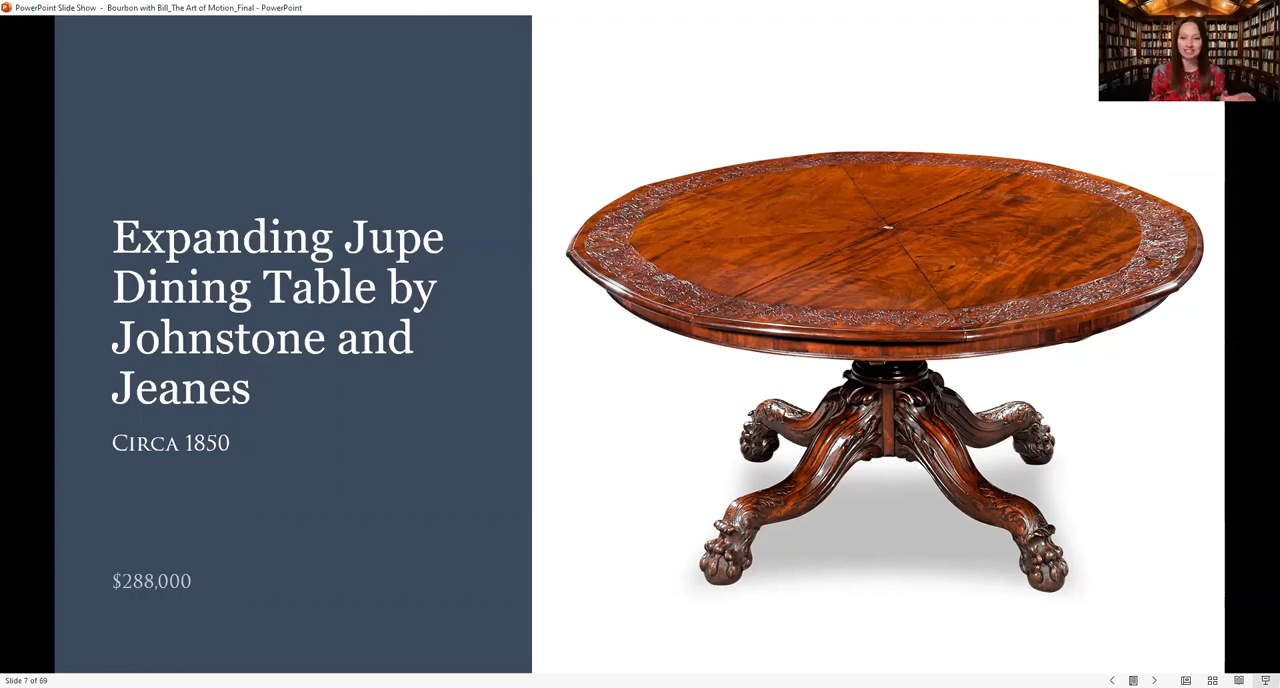 PowerPoint Slide Show - Bourbon with Bill_The Art of Motion_Final - PowerPoint
Expanding Jupe
Dining Table by
Johnstone and
Jeanes
Circa 1850
$288,000
Slide 7 of 69